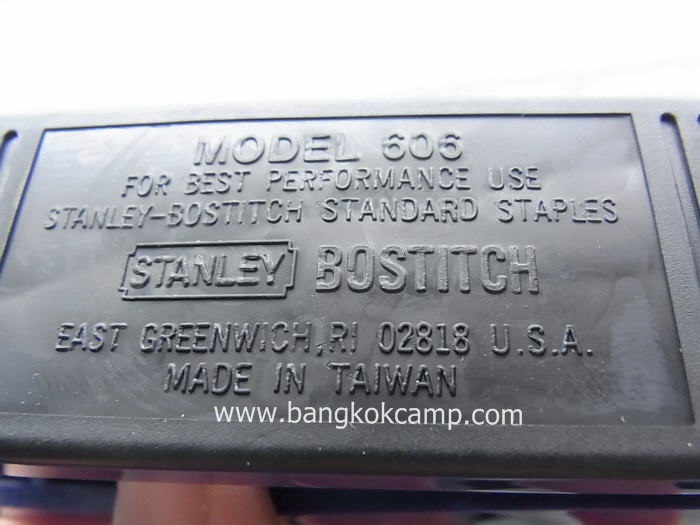 MODEL 606
FOR BEST PERFORMANCE USE
STANLEY-BOSTITCH STANDARD STAPLES
STANLEY BOSTITCH
EAST GREENWICH, RI 02818 U.S.A.
MADE IN TAIWAN
www.bangkokcamp.com